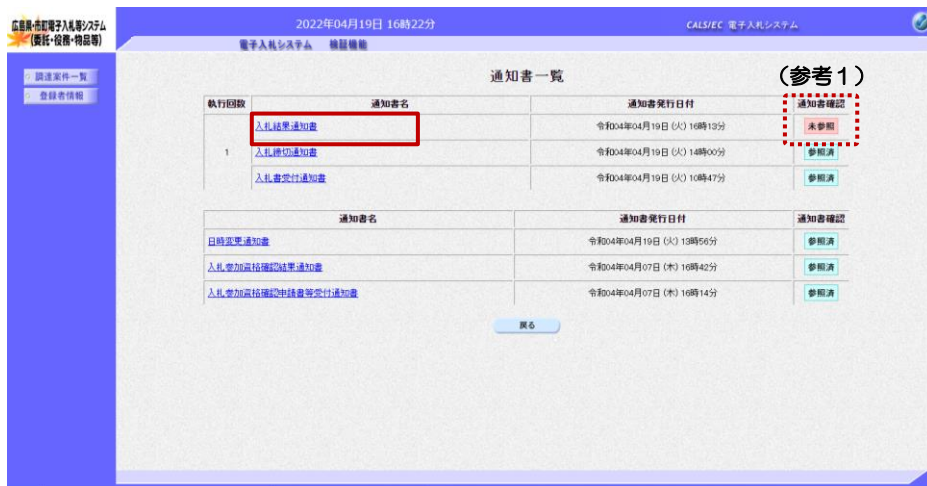 広島県・市町電子入札等システム
(委託・役務・物品等)
2022年04月19日 16時22分
CALS/EC 電子入札システム
電子入札システム 検証機能
調達案件一覧
登録者情報
通知書一覧
(参考1)
執行回数 通知書名 通知書発行日付 通知書確認
入札結果通知書 令和04年04月19日 (火) 16時13分 未参照
1 入札締切通知書 令和04年04月19日 (火) 14時00分 参照済
入札書受付通知書 令和04年04月19日 (火) 10時47分 参照済
通知書名 通知書発行日付 通知書確認
日時変更通知書 令和04年04月19日 (火) 13時56分 参照済
入札参加資格確認結果通知書 令和04年04月07日 (木) 16時42分 参照済
入札参加資格確認申請書等受付通知書 令和04年04月07日 (木) 16時14分 参照済
戻る